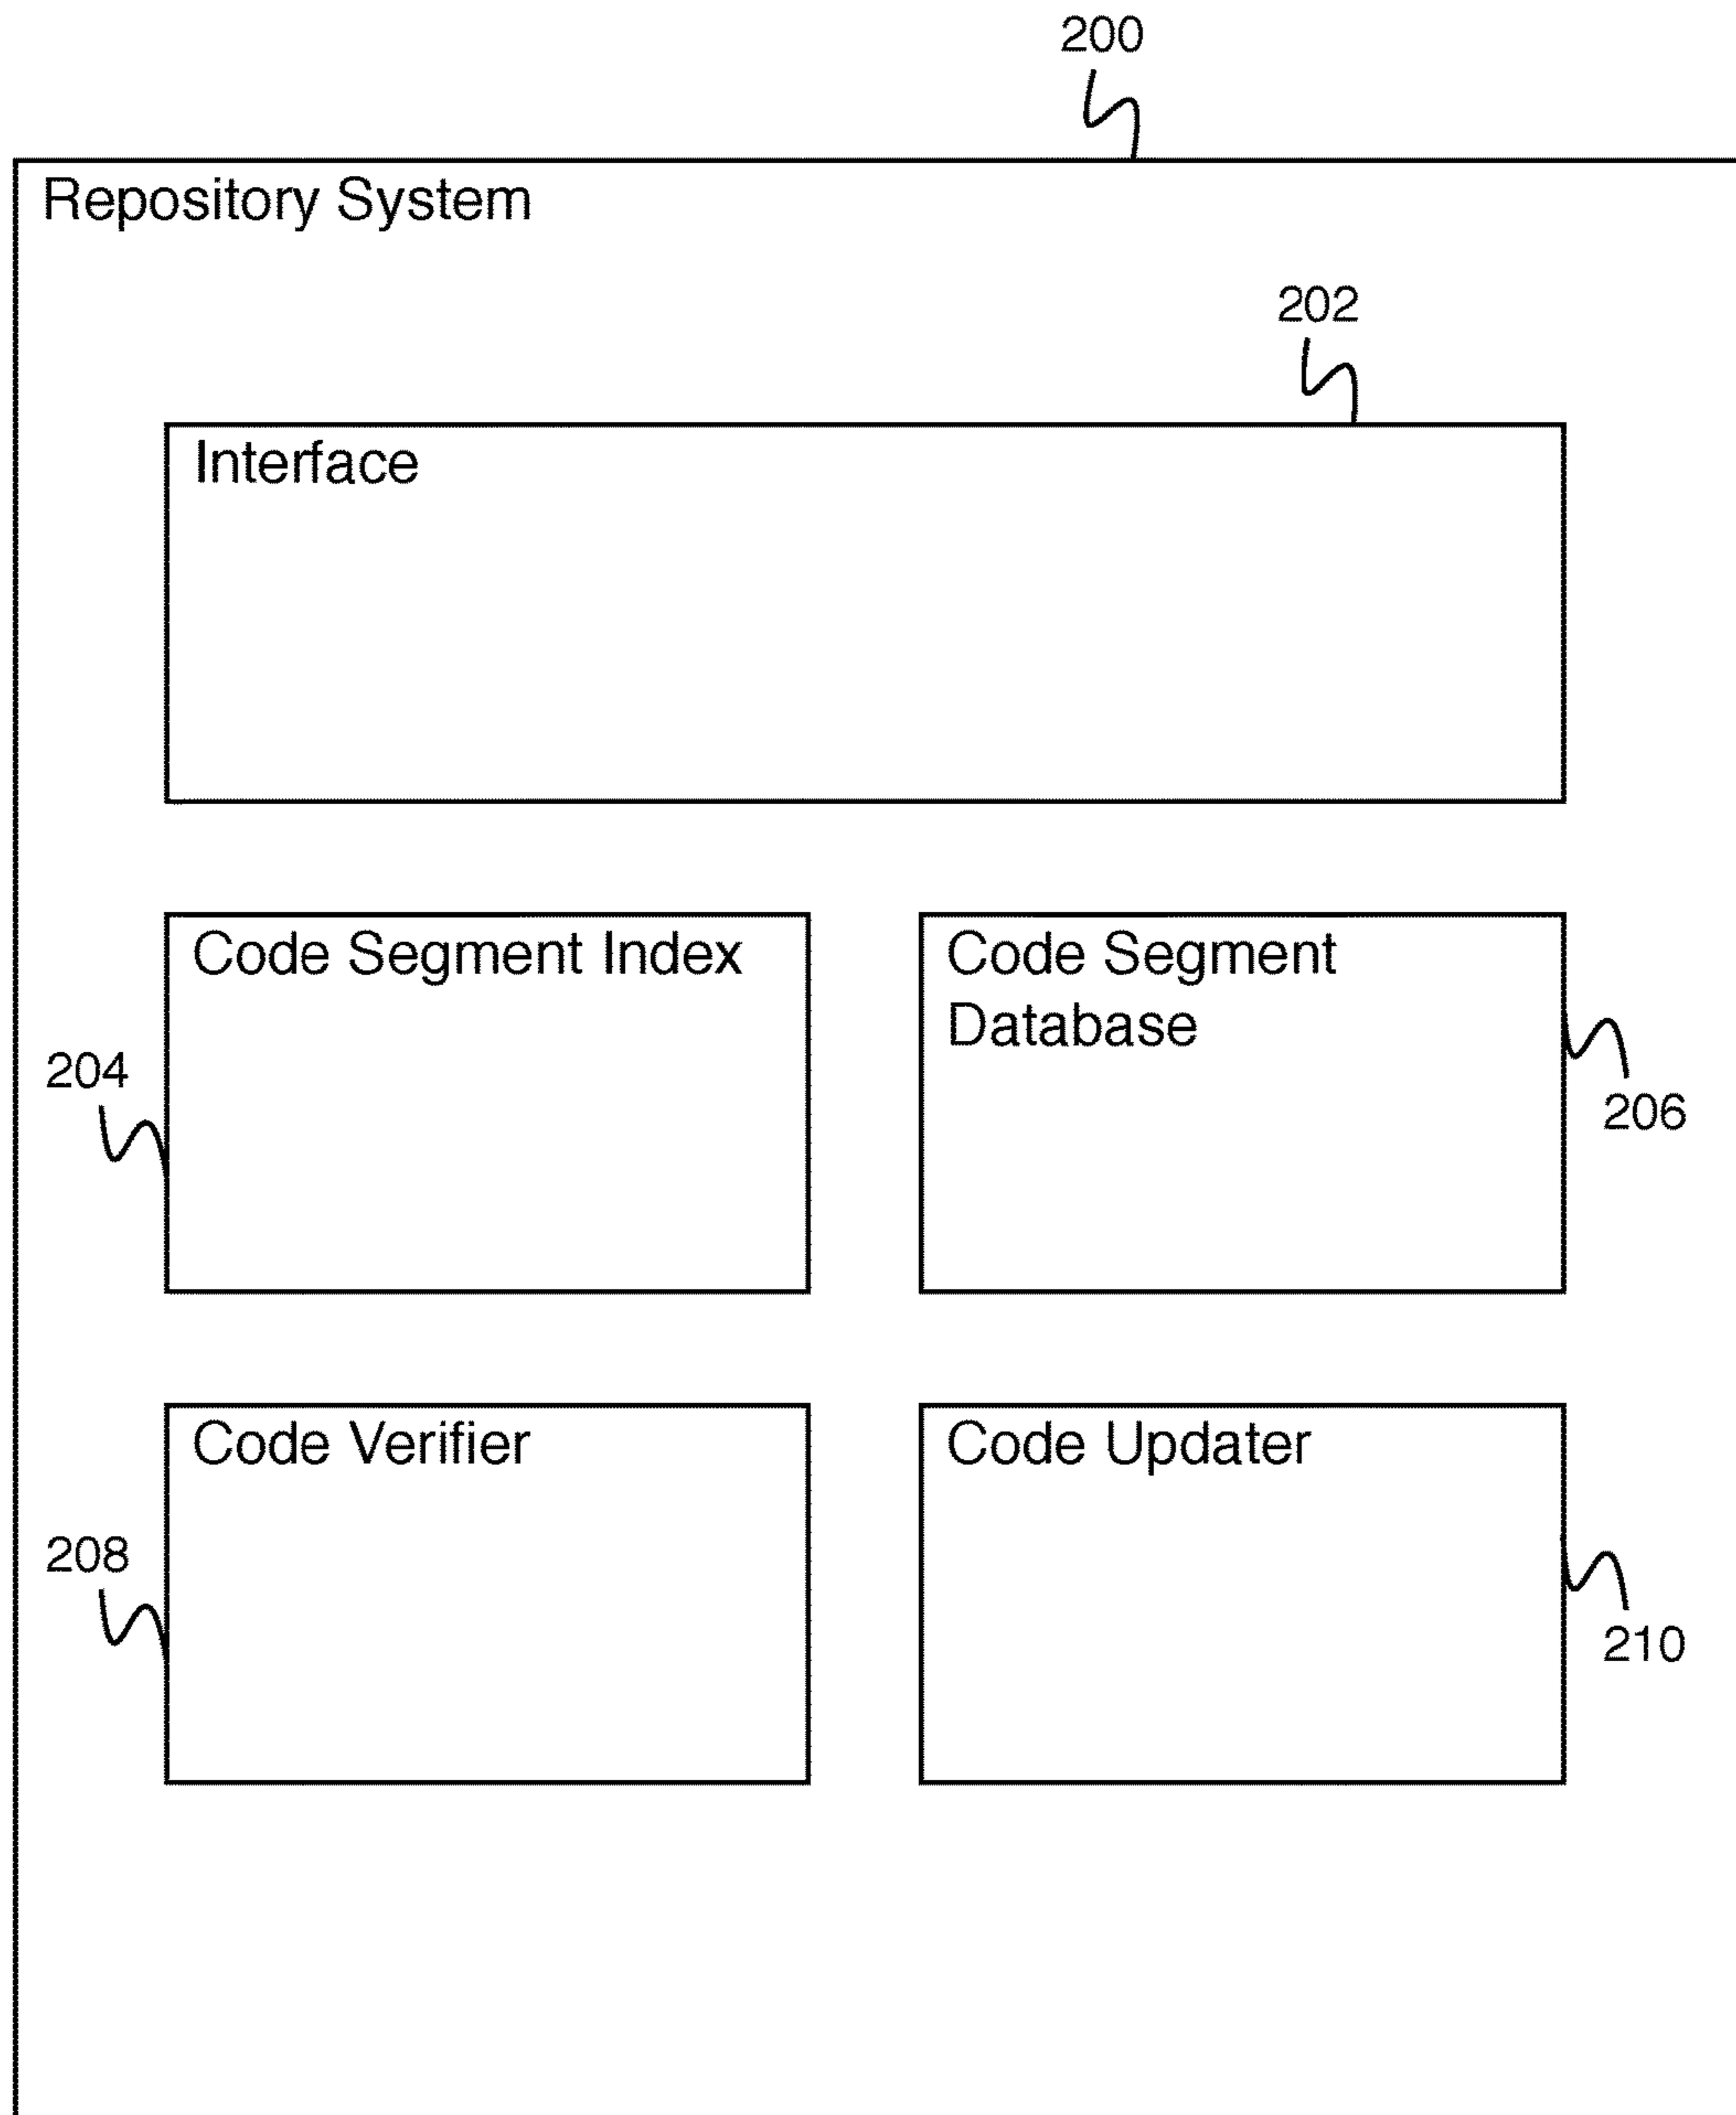 200
Repository System
202
Interface
Code Segment Index
Code Segment
Database
204
206
Code Verifier
Code Updater
208
210